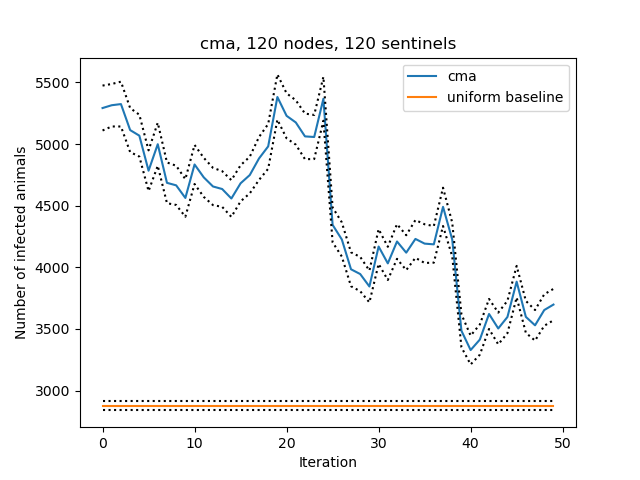 cma, 120 nodes, 120 sentinels
cma
uniform baseline
Number of infected animals
5500
5000
4500
4000
3500
3000
0 10 20 30 40 50
Iteration